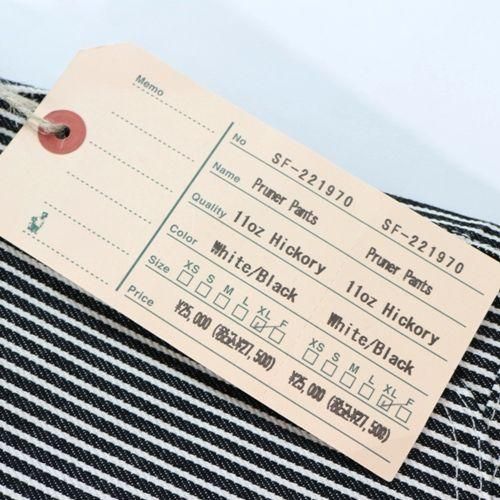 Memo
No SF-221970 SF-221970
Name Pruner Pants Pruner Pants
Quality 11oz Hickory 11oz Hickory
Color White/Black White/Black
Size XS S M L XL F XS S M L XL F
Price ¥25,000 (税込¥27,500) ¥25,000 (税込¥27,500)